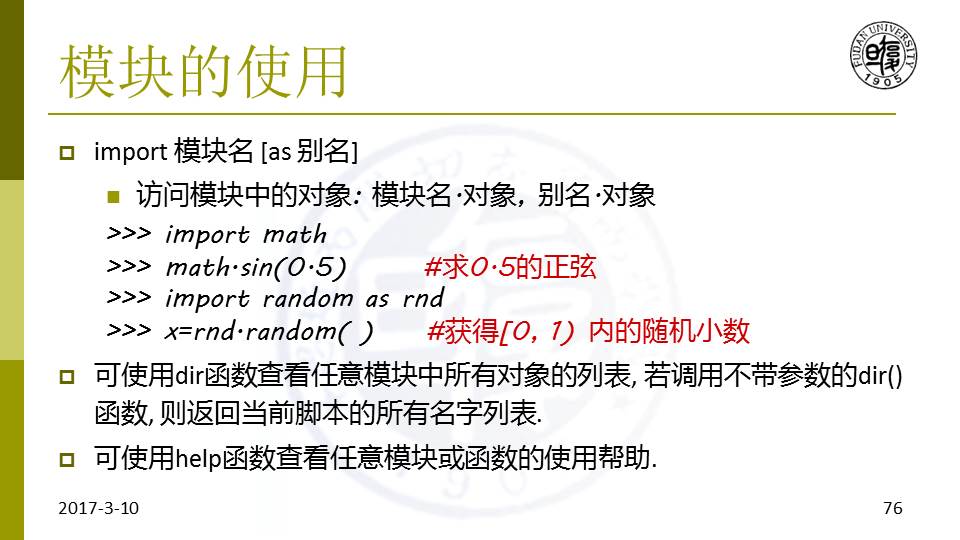 模块的使用
FUDAN UNIVERSITY
1905
import 模块名 [as 别名]
访问模块中的对象: 模块名·对象, 别名·对象
>>> import math
>>> math·sin(0·5) #求0·5的正弦
>>> import random as rnd
>>> x=rnd·random( ) #获得[0, 1) 内的随机小数
可使用dir函数查看任意模块中所有对象的列表, 若调用不带参数的dir()
函数, 则返回当前脚本的所有名字列表.
可使用help函数查看任意模块或函数的使用帮助.
2017-3-10
76